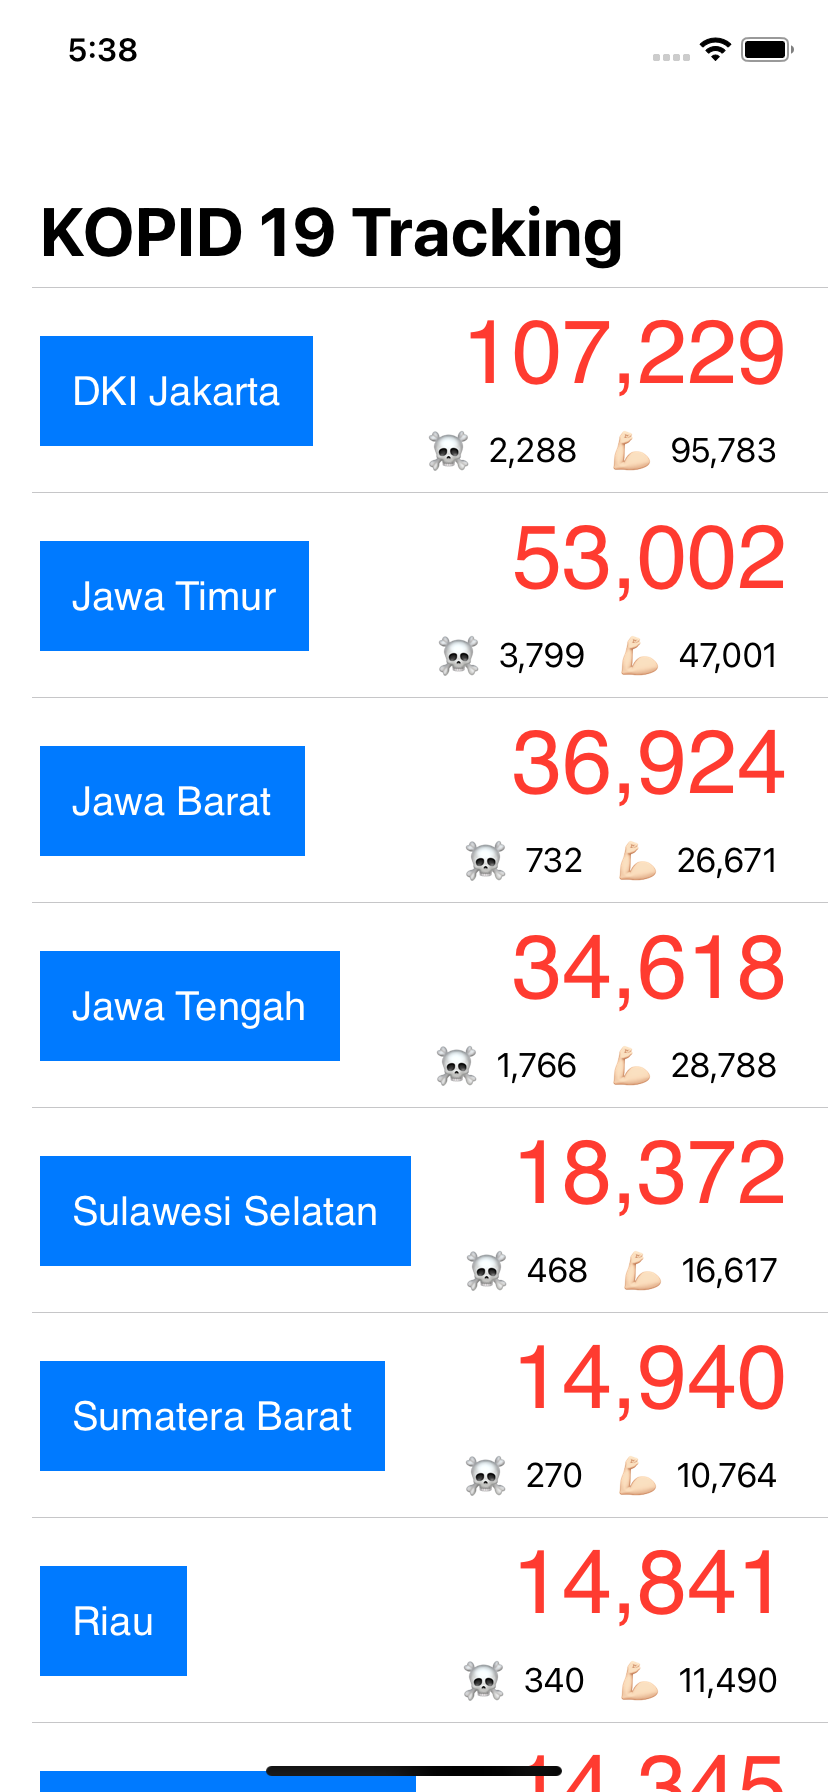 5:38
KOPID 19 Tracking
107,229
DKI Jakarta
☠️ 2,288 💪🏻 95,783
53,002
Jawa Timur
☠️ 3,799 💪🏻 47,001
36,924
Jawa Barat
☠️ 732 💪🏻 26,671
34,618
Jawa Tengah
☠️ 1,766 💪🏻 28,788
18,372
Sulawesi Selatan
☠️ 468 💪🏻 16,617
14,940
Sumatera Barat
☠️ 270 💪🏻 10,764
14,841
Riau
☠️ 340 💪🏻 11,490
14,345